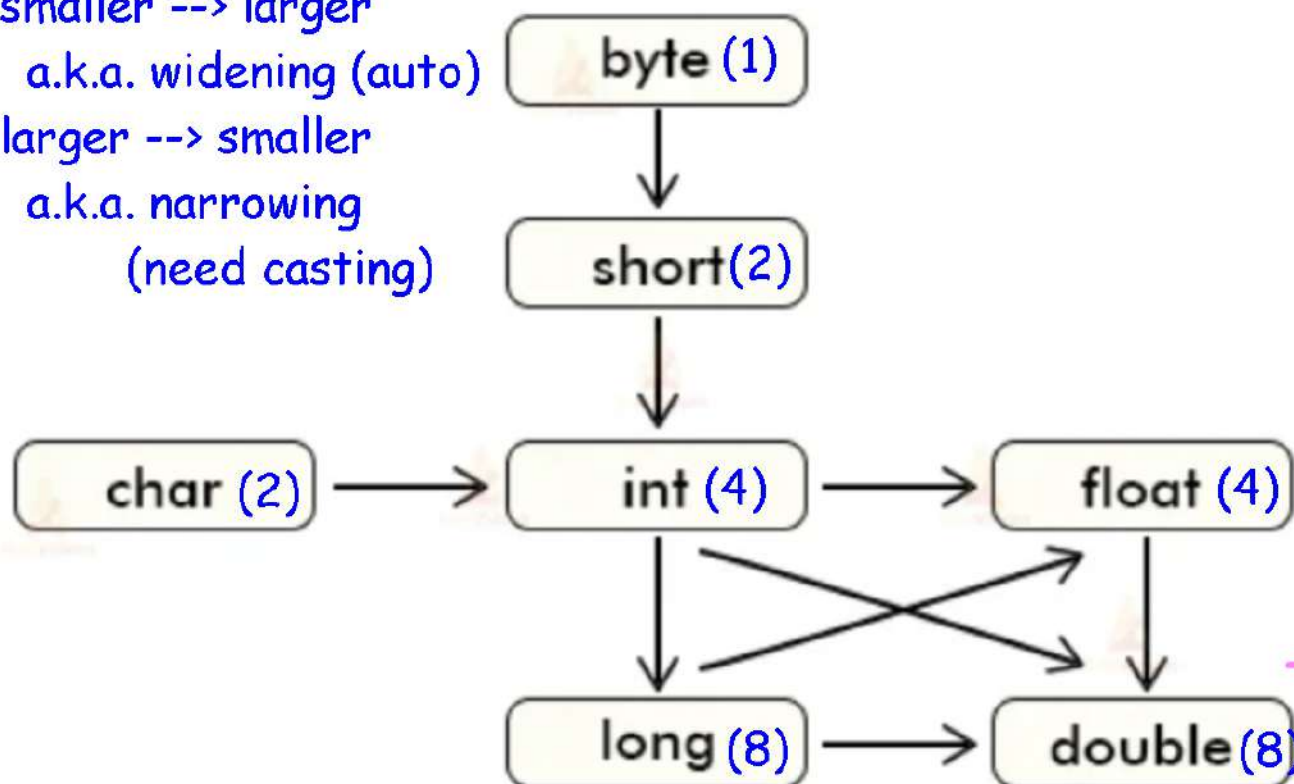 smaller --> larger
a.k.a. widening (auto)
larger --> smaller
a.k.a. narrowing
(need casting)
byte (1)
short (2)
char (2)
int (4)
float (4)
long (8)
double (8)